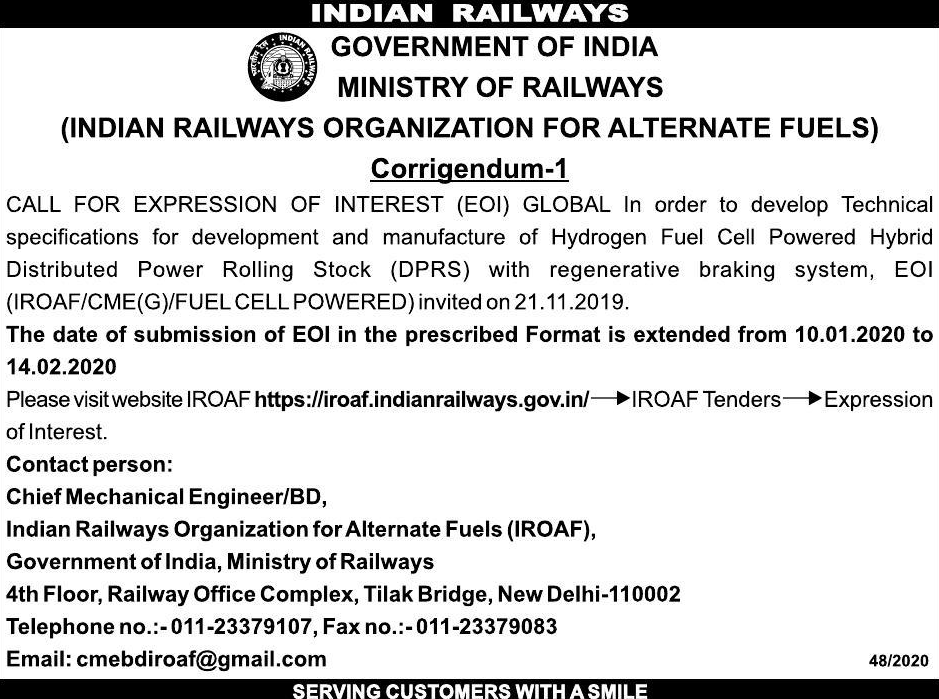 INDIAN RAILWAYS
GOVERNMENT OF INDIA
MINISTRY OF RAILWAYS
(INDIAN RAILWAYS ORGANIZATION FOR ALTERNATE FUELS)
Corrigendum-1
CALL FOR EXPRESSION OF INTEREST (EOI) GLOBAL In order to develop Technical
specifications for development and manufacture of Hydrogen Fuel Cell Powered Hybrid
Distributed Power Rolling Stock (DPRS) with regenerative braking system, EOI
(IROAF/CME(G)/FUEL CELL POWERED) invited on 21.11.2019.
The date of submission of EOI in the prescribed Format is extended from 10.01.2020 to
14.02.2020
Please visit website IROAF https://iroaf.indianrailways.gov.in/→IROAF Tenders→Expression
of Interest.
Contact person:
Chief Mechanical Engineer/BD,
Indian Railways Organization for Alternate Fuels (IROAF),
Government of India, Ministry of Railways
4th Floor, Railway Office Complex, Tilak Bridge, New Delhi-110002
Telephone no.:- 011-23379107, Fax no.:- 011-23379083
Email: cmebdiroaf@gmail.com
48/2020
SERVING CUSTOMERS WITH A SMILE